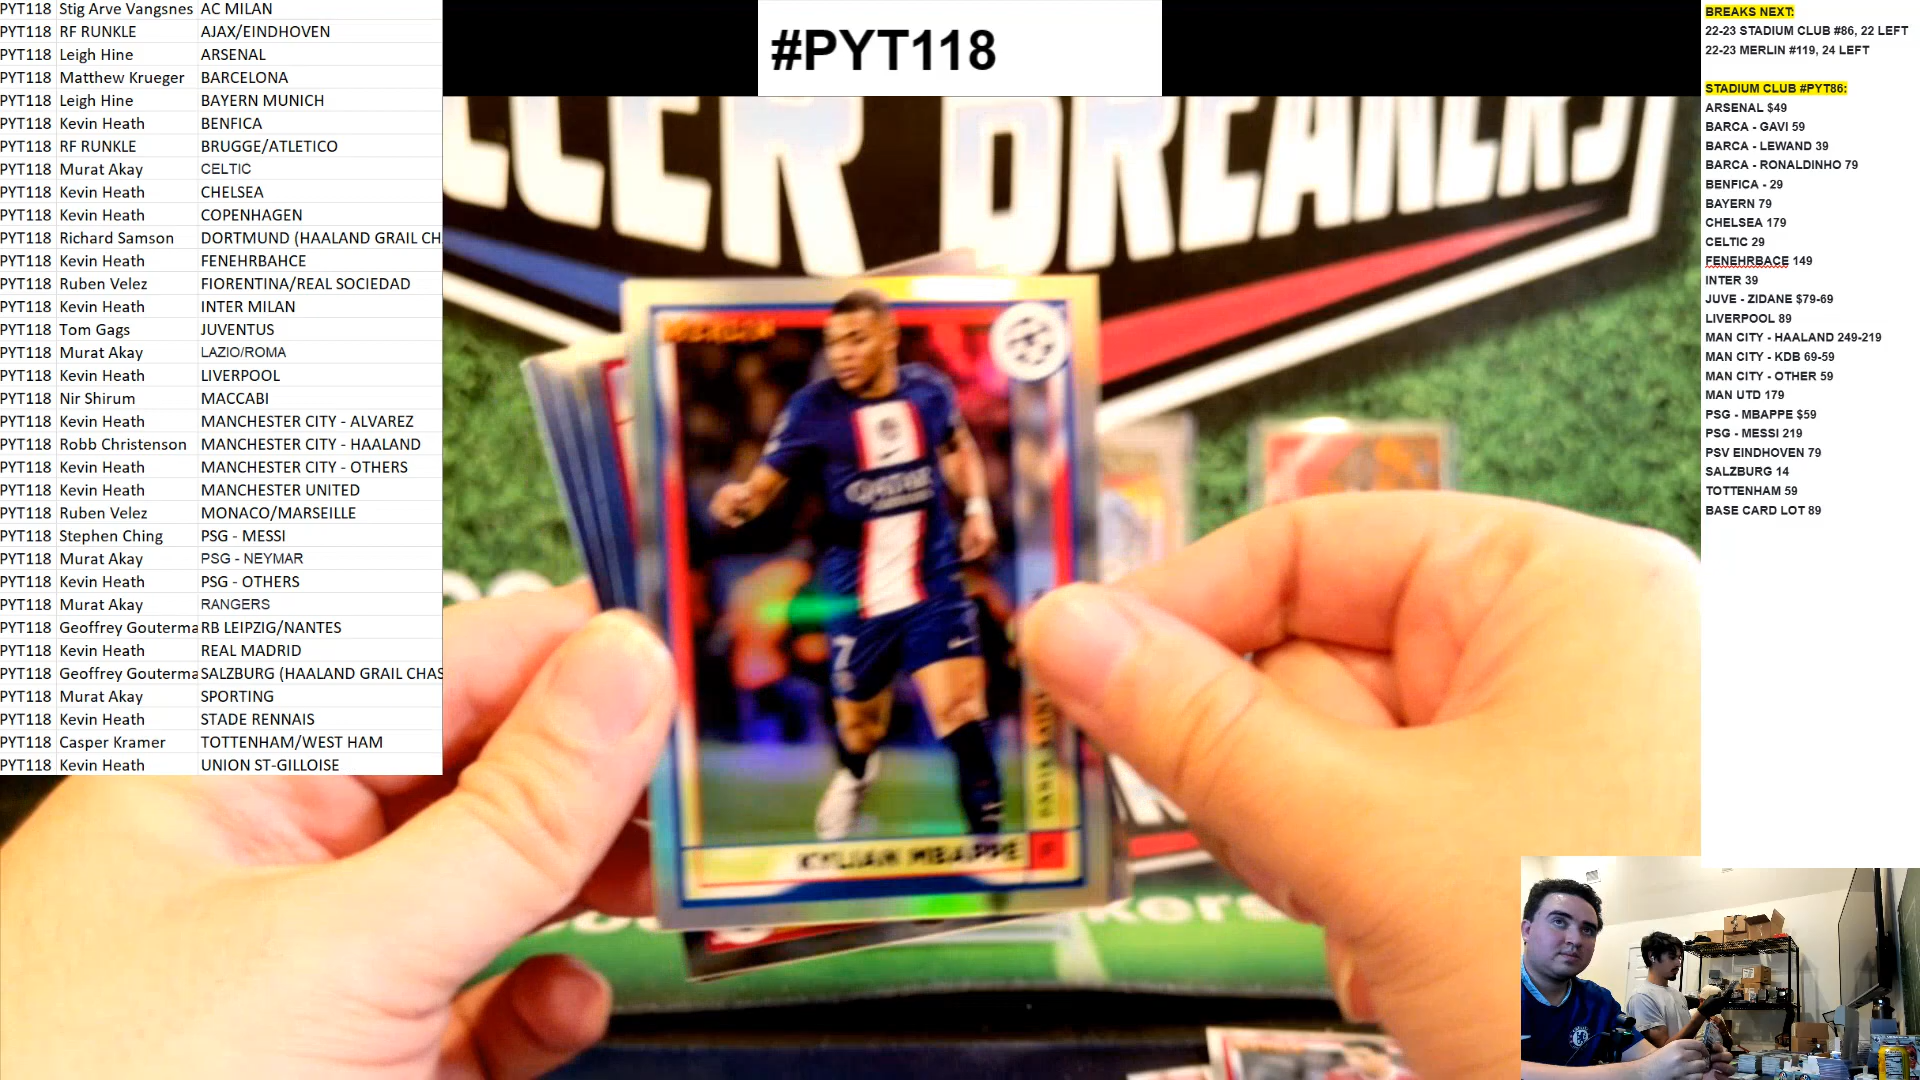 PYT118 Stig Arve Vangsnes AC MILAN
PYT118 RF RUNKLE AJAX/EINDHOVEN
PYT118 Leigh Hine ARSENAL
PYT118 Matthew Krueger BARCELONA
PYT118 Leigh Hine BAYERN MUNICH
PYT118 Kevin Heath BENFICA
PYT118 RF RUNKLE BRUGGE/ATLETICO
PYT118 Murat Akay CELTIC
PYT118 Kevin Heath CHELSEA
PYT118 Kevin Heath COPENHAGEN
PYT118 Richard Samson DORTMUND (HAALAND GRAIL CH
PYT118 Kevin Heath FENEHRBAHCE
PYT118 Ruben Velez FIORENTINA/REAL SOCIEDAD
PYT118 Kevin Heath INTER MILAN
PYT118 Tom Gags JUVENTUS
PYT118 Murat Akay LAZIO/ROMA
PYT118 Kevin Heath LIVERPOOL
PYT118 Nir Shirum MACCABI
PYT118 Kevin Heath MANCHESTER CITY - ALVAREZ
PYT118 Robb Christenson MANCHESTER CITY - HAALAND
PYT118 Kevin Heath MANCHESTER CITY - OTHERS
PYT118 Kevin Heath MANCHESTER UNITED
PYT118 Ruben Velez MONACO/MARSEILLE
PYT118 Stephen Ching PSG - MESSI
PYT118 Murat Akay PSG - NEYMAR
PYT118 Kevin Heath PSG - OTHERS
PYT118 Murat Akay RANGERS
PYT118 Geoffrey Gouterma RB LEIPZIG/NANTES
PYT118 Kevin Heath REAL MADRID
PYT118 Geoffrey Gouterma SALZBURG (HAALAND GRAIL CHAS
PYT118 Murat Akay SPORTING
PYT118 Kevin Heath STADE RENNAIS
PYT118 Casper Kramer TOTTENHAM/WEST HAM
PYT118 Kevin Heath UNION ST-GILLOISE
#PYT118
BREAKERS
MERLIN
QATAR
7
KYLIAN MBAPPÉ
BREAKS NEXT:
22-23 STADIUM CLUB #86, 22 LEFT
22-23 MERLIN #119, 24 LEFT
STADIUM CLUB #PYT86:
ARSENAL $49
BARCA - GAVI 59
BARCA - LEWAND 39
BARCA - RONALDINHO 79
BENFICA - 29
BAYERN 79
CHELSEA 179
CELTIC 29
FENEHRBACE 149
INTER 39
JUVE - ZIDANE $79-69
LIVERPOOL 89
MAN CITY - HAALAND 249-219
MAN CITY - KDB 69-59
MAN CITY - OTHER 59
MAN UTD 179
PSG - MBAPPE $59
PSG - MESSI 219
PSV EINDHOVEN 79
SALZBURG 14
TOTTENHAM 59
BASE CARD LOT 89